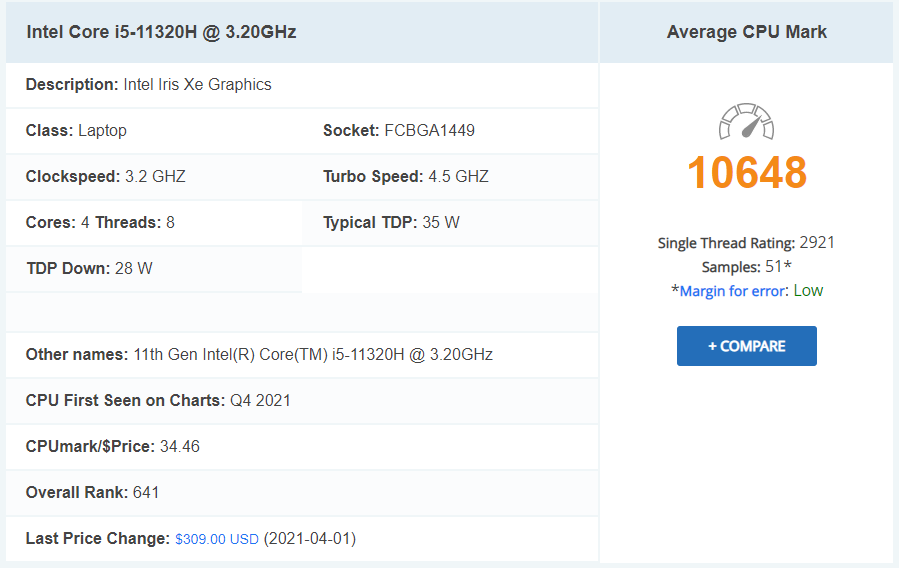 Intel Core i5-11320H @ 3.20GHz
Average CPU Mark
Description: Intel Iris Xe Graphics
Class: Laptop
Socket: FCBGA1449
Clockspeed: 3.2 GHZ
Turbo Speed: 4.5 GHZ
Cores: 4 Threads: 8
Typical TDP: 35 W
TDP Down: 28 W
Other names: 11th Gen Intel(R) Core(TM) i5-11320H @ 3.20GHz
CPU First Seen on Charts: Q4 2021
CPUmark/$Price: 34.46
Overall Rank: 641
Last Price Change: $309.00 USD (2021-04-01)
10648
Single Thread Rating: 2921
Samples: 51*
*Margin for error: Low
+ COMPARE